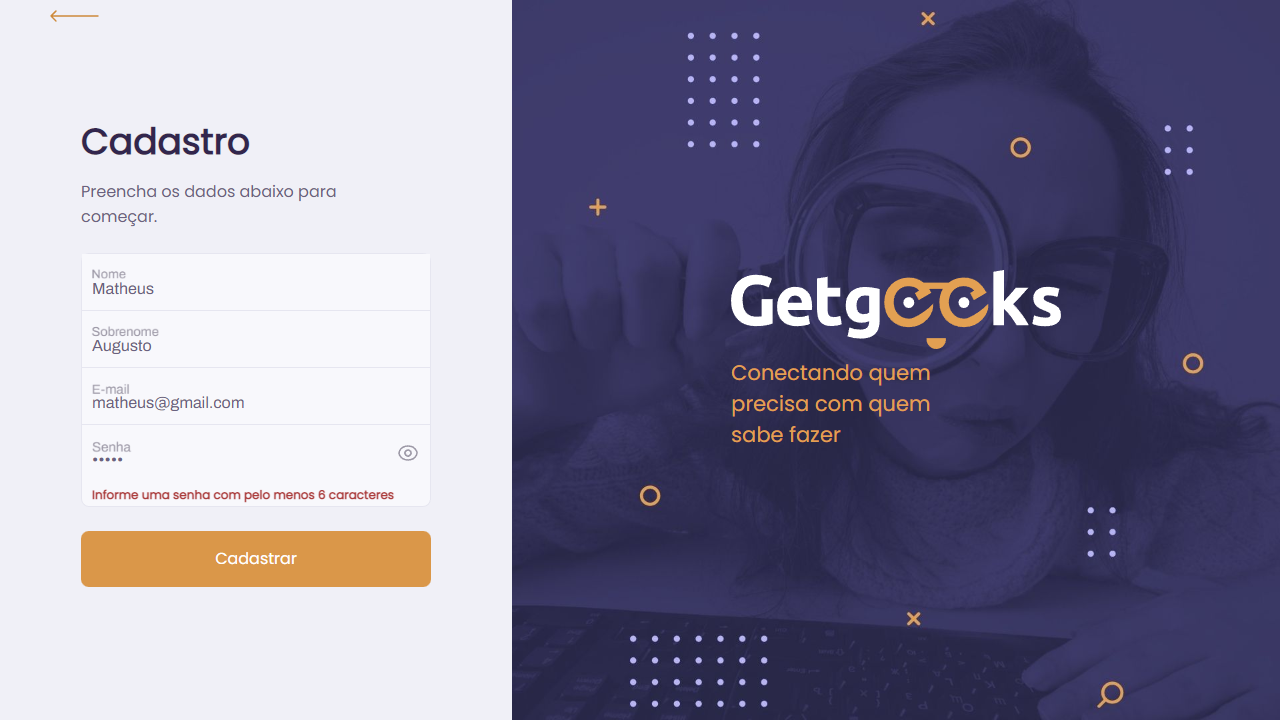 Cadastro
Preencha os dados abaixo para
começar.
Nome
Matheus
Sobrenome
Augusto
E-mail
matheus@gmail.com
Senha
•••••
Informe uma senha com pelo menos 6 caracteres
Cadastrar
Getgeeks
Conectando quem
precisa com quem
sabe fazer